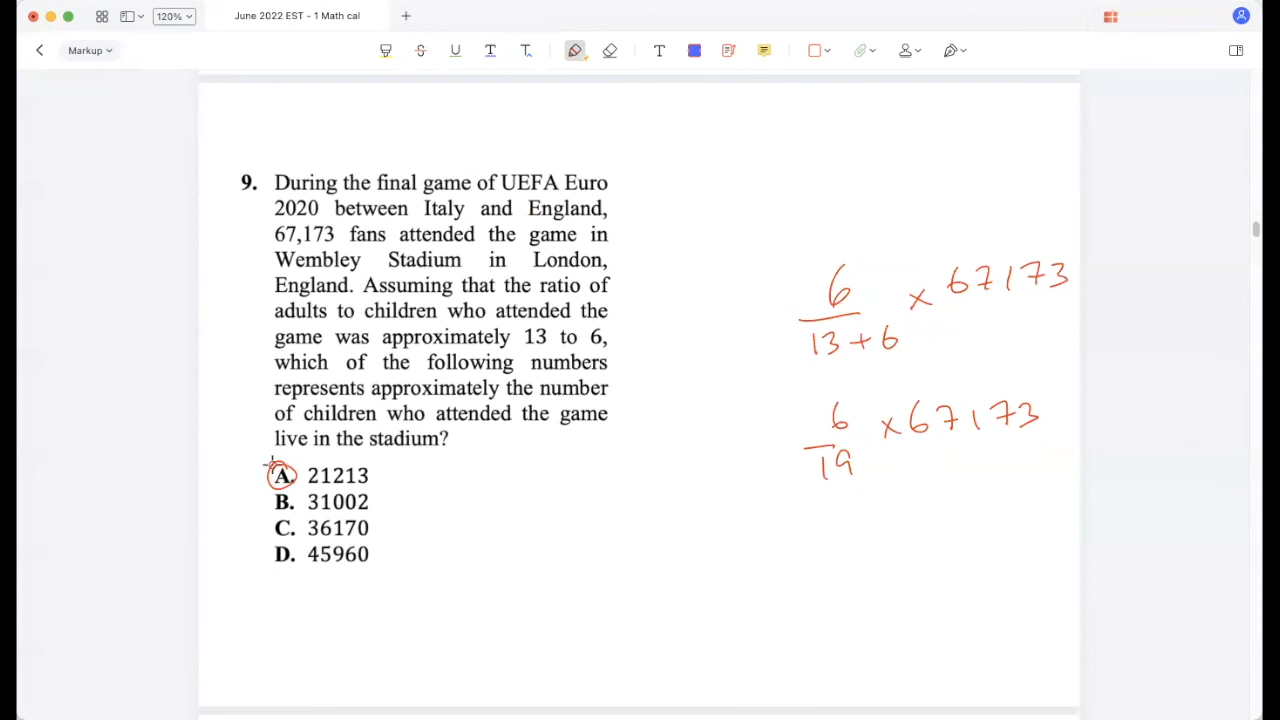 120%
June 2022 EST - 1 Math cal
Markup
9. During the final game of UEFA Euro
2020 between Italy and England,
67,173 fans attended the game in
Wembley Stadium in London,
England. Assuming that the ratio of
adults to children who attended the
game was approximately 13 to 6,
which of the following numbers
represents approximately the number
of children who attended the game
live in the stadium?
A. 21213
B. 31002
C. 36170
D. 45960
6
× 67173
13 + 6
6
× 67173
19